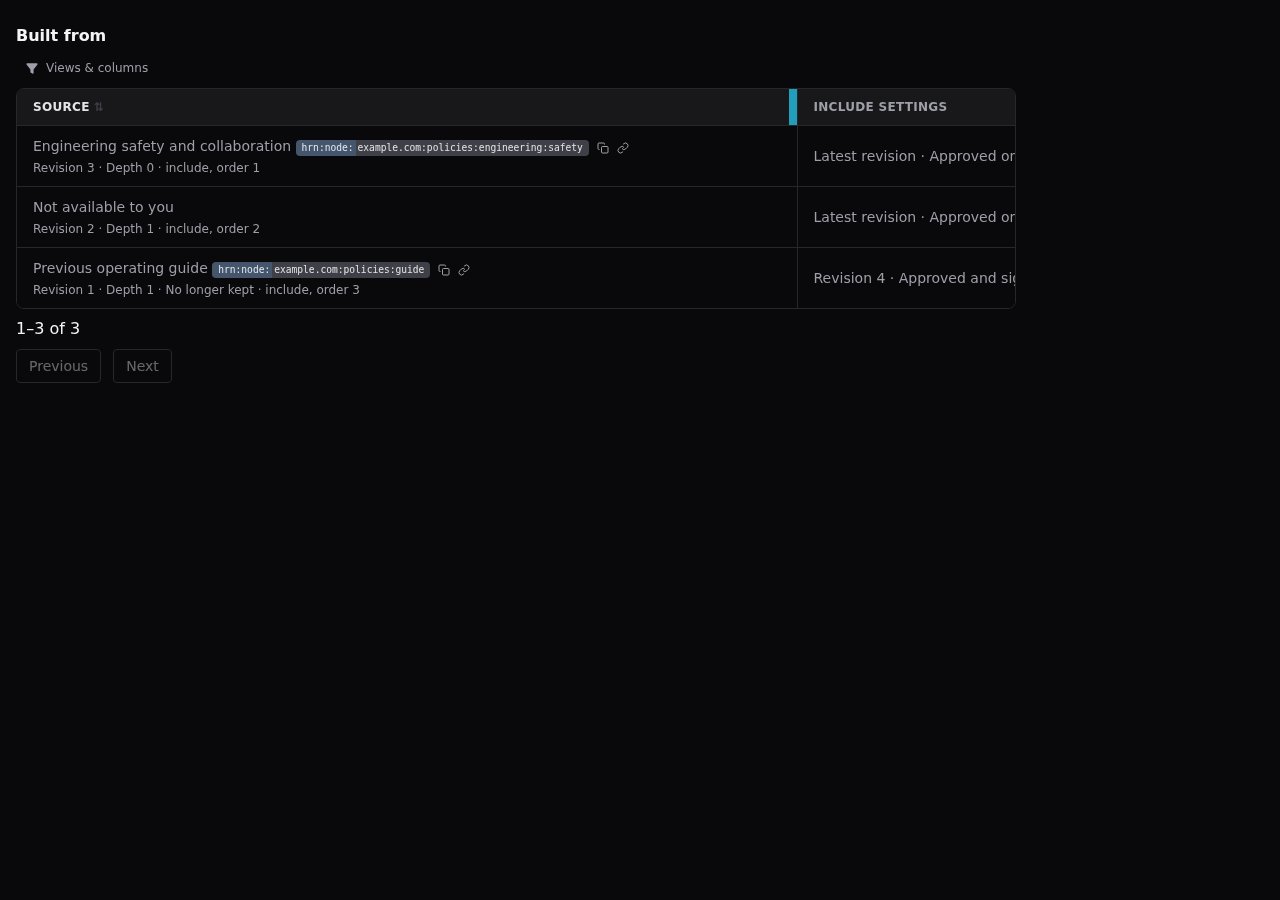 Built from
Views & columns
SOURCE ⇅ INCLUDE SETTINGS
Engineering safety and collaboration hrn:node:example.com:policies:engineering:safety
Revision 3 · Depth 0 · include, order 1
Latest revision · Approved or
Not available to you
Revision 2 · Depth 1 · include, order 2
Latest revision · Approved or
Previous operating guide hrn:node:example.com:policies:guide
Revision 1 · Depth 1 · No longer kept · include, order 3
Revision 4 · Approved and sig
1–3 of 3
Previous Next